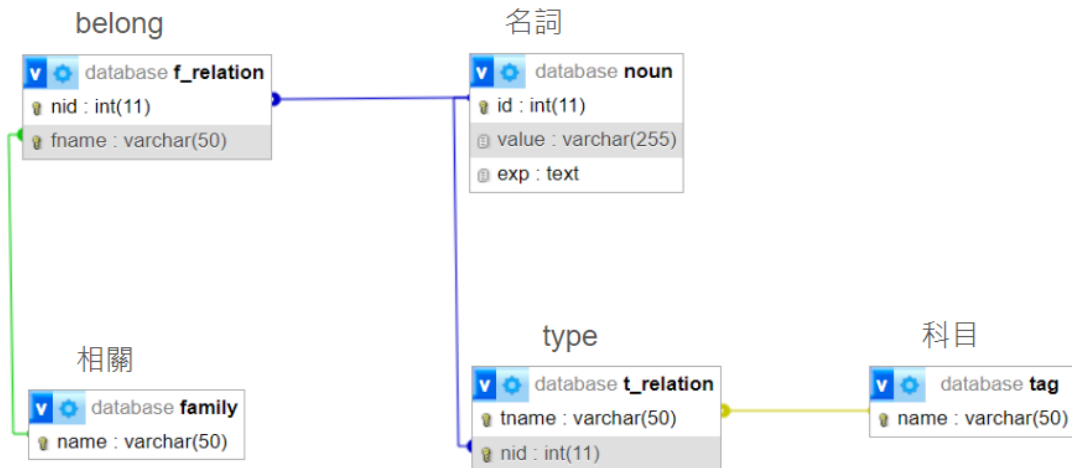 belong
database f_relation
nid : int(11)
fname : varchar(50)
名詞
database noun
id : int(11)
value : varchar(255)
exp : text
相關
database family
name : varchar(50)
type
database t_relation
tname : varchar(50)
nid : int(11)
科目
database tag
name : varchar(50)